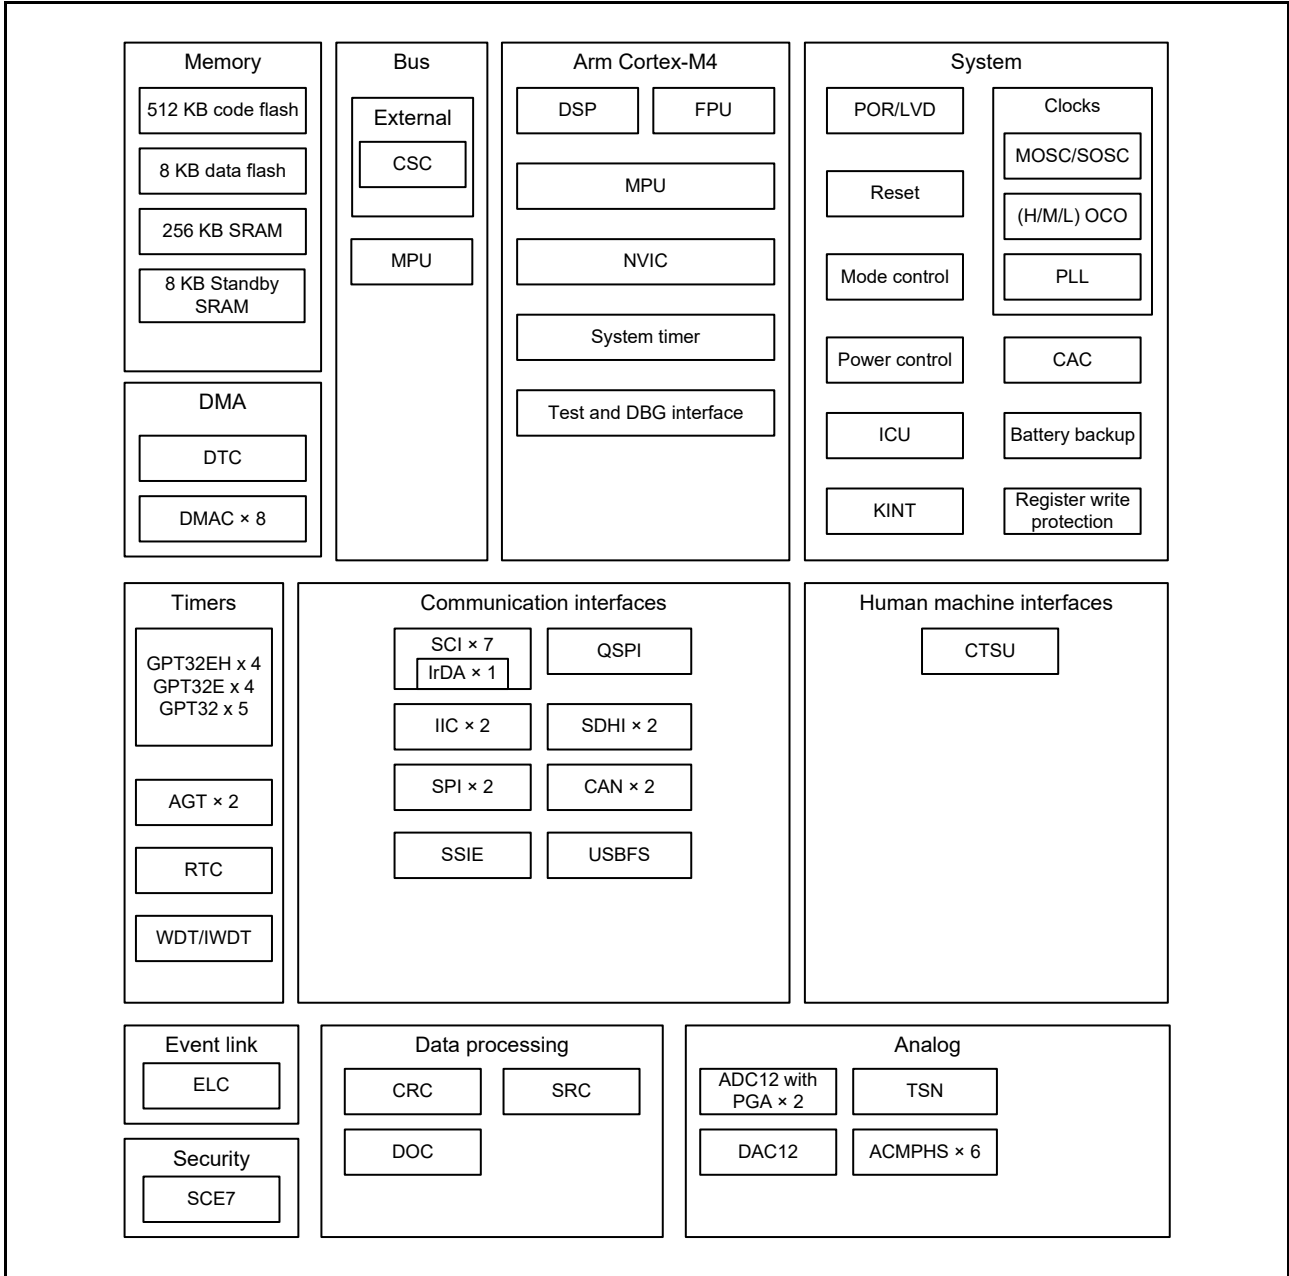 Memory
512 KB code flash
8 KB data flash
256 KB SRAM
8 KB Standby
SRAM
DMA
DTC
DMAC × 8
Bus
External
CSC
MPU
Arm Cortex-M4
DSP
FPU
MPU
NVIC
System timer
Test and DBG interface
System
POR/LVD
Reset
Mode control
Power control
ICU
KINT
Clocks
MOSC/SOSC
(H/M/L) OCO
PLL
CAC
Battery backup
Register write
protection
Timers
GPT32EH x 4
GPT32E x 4
GPT32 x 5
AGT × 2
RTC
WDT/IWDT
Communication interfaces
SCI × 7
IrDA × 1
QSPI
IIC × 2
SDHI × 2
SPI × 2
CAN × 2
SSIE
USBFS
Human machine interfaces
CTSU
Event link
ELC
Security
SCE7
Data processing
CRC
SRC
DOC
Analog
ADC12 with
PGA × 2
TSN
DAC12
ACMPHS × 6